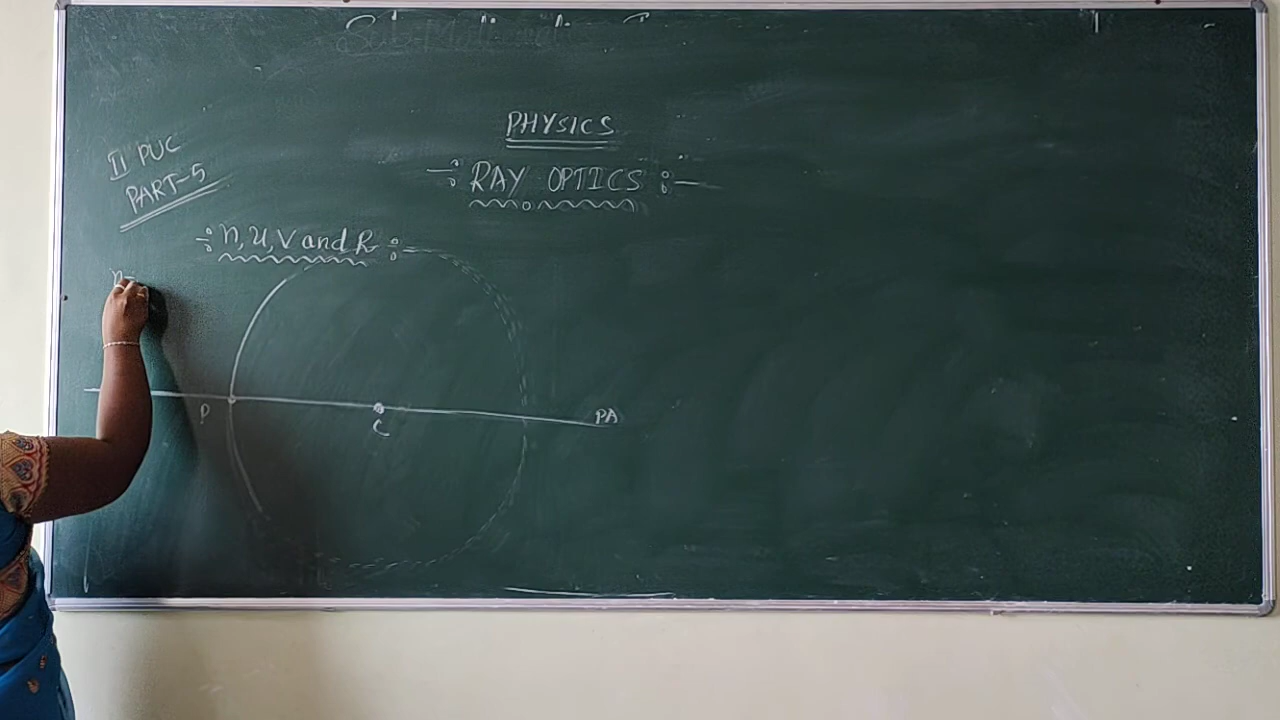 PHYSICS
II PUC
PART-5
-: RAY OPTICS :-
-: n, u, v and R :-
P
C
PA